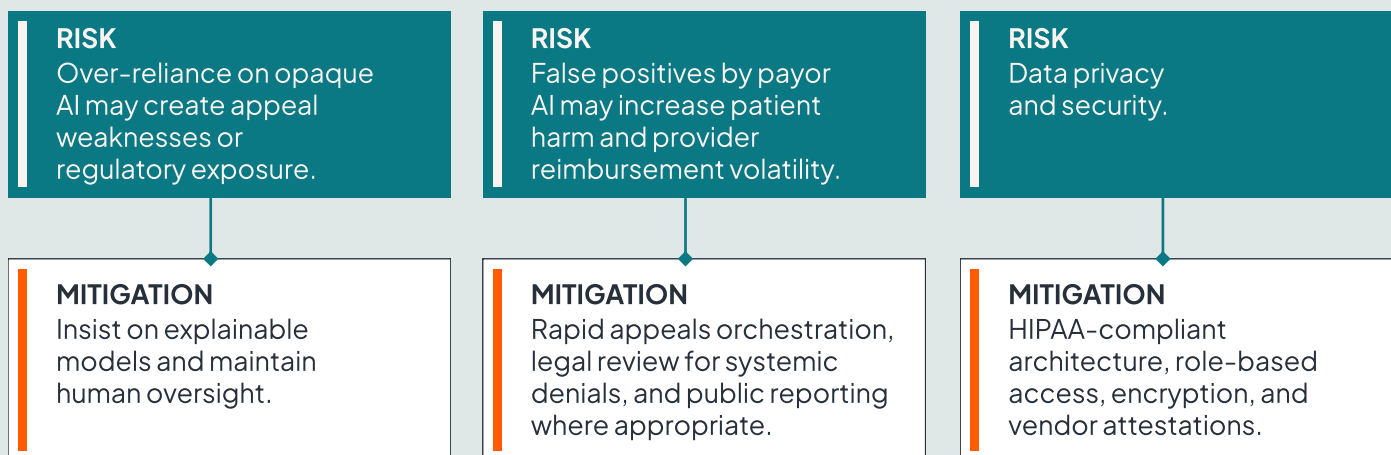 RISK
Over-reliance on opaque
AI may create appeal
weaknesses or
regulatory exposure.
MITIGATION
Insist on explainable
models and maintain
human oversight.
RISK
False positives by payor
AI may increase patient
harm and provider
reimbursement volatility.
MITIGATION
Rapid appeals orchestration,
legal review for systemic
denials, and public reporting
where appropriate.
RISK
Data privacy
and security.
MITIGATION
HIPAA-compliant
architecture, role-based
access, encryption, and
vendor attestations.